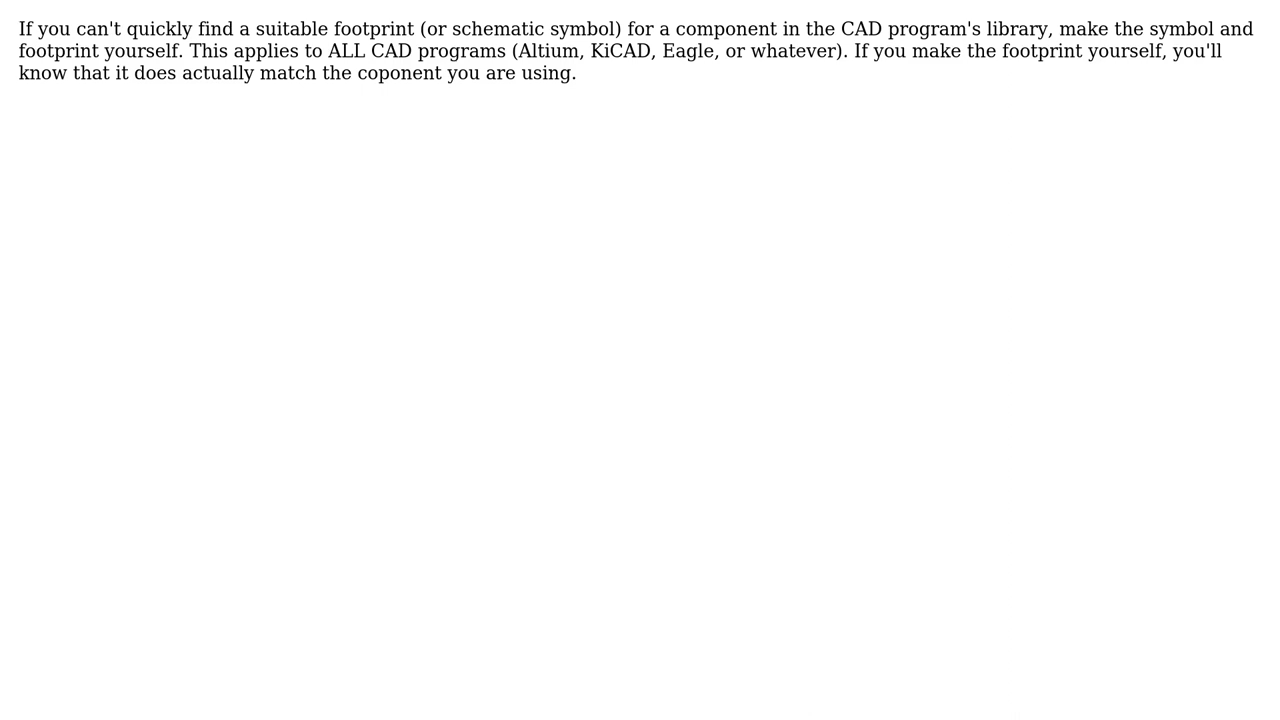 If you can't quickly find a suitable footprint (or schematic symbol) for a component in the CAD program's library, make the symbol and
footprint yourself. This applies to ALL CAD programs (Altium, KiCAD, Eagle, or whatever). If you make the footprint yourself, you'll
know that it does actually match the coponent you are using.